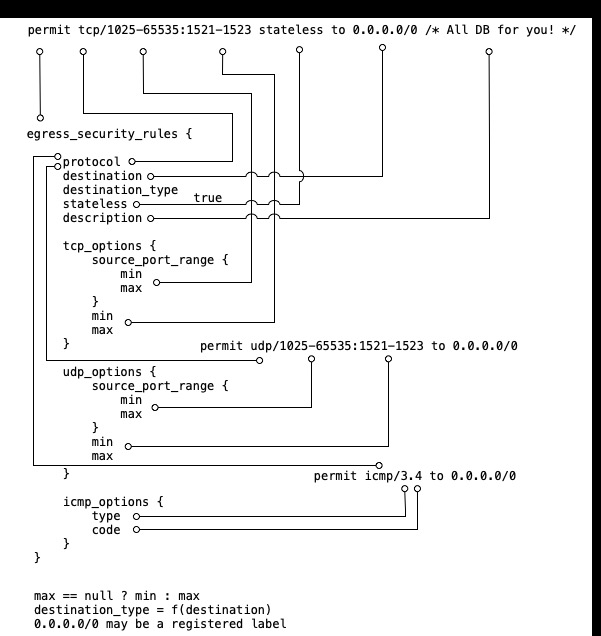 permit tcp/1025-65535:1521-1523 stateless to 0.0.0.0/0 /* All DB for you! */
egress_security_rules {
protocol
destination
destination_type
stateless true
description
tcp_options {
source_port_range {
min
max
}
min
max
}
permit udp/1025-65535:1521-1523 to 0.0.0.0/0
udp_options {
source_port_range {
min
max
}
min
max
}
permit icmp/3.4 to 0.0.0.0/0
icmp_options {
type
code
}
}
max == null ? min : max
destination_type = f(destination)
0.0.0.0/0 may be a registered label